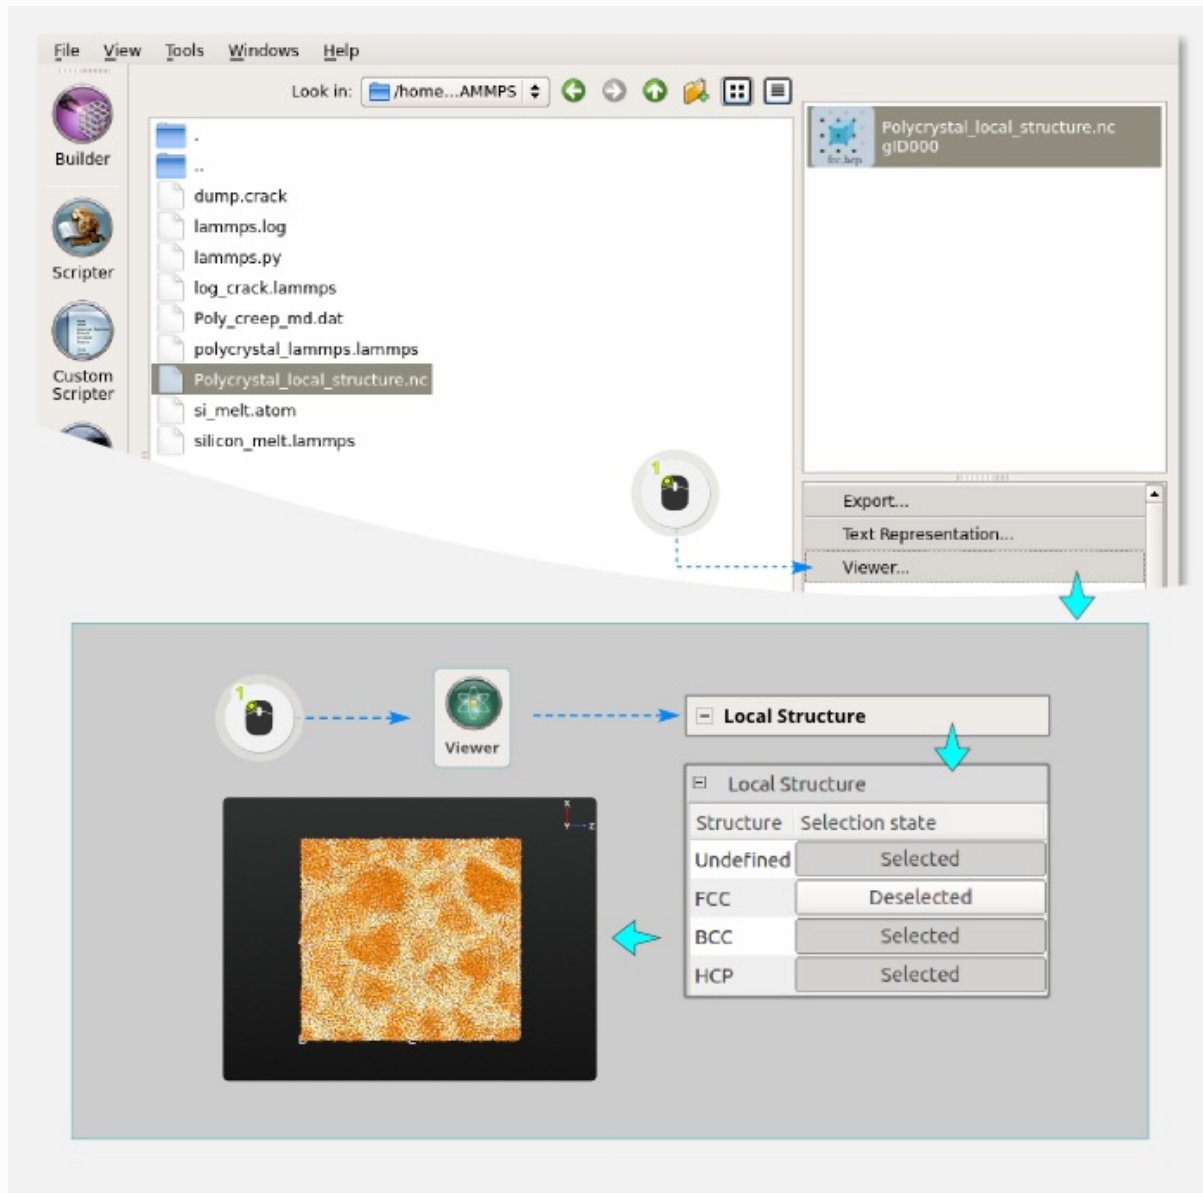 File View Tools Windows Help
Look in: /home...AMMPS
Builder
Scripter
Custom
Scripter
.
..
dump.crack
lammps.log
lammps.py
log_crack.lammps
Poly_creep_md.dat
polycrystal_lammps.lammps
Polycrystal_local_structure.nc
si_melt.atom
silicon_melt.lammps
fcc,hcp
Polycrystal_local_structure.nc
gID000
1
Export...
Text Representation...
Viewer...
1
Viewer
Local Structure
Local Structure
Structure Selection state
Undefined Selected
FCC Deselected
BCC Selected
HCP Selected
X
Y Z